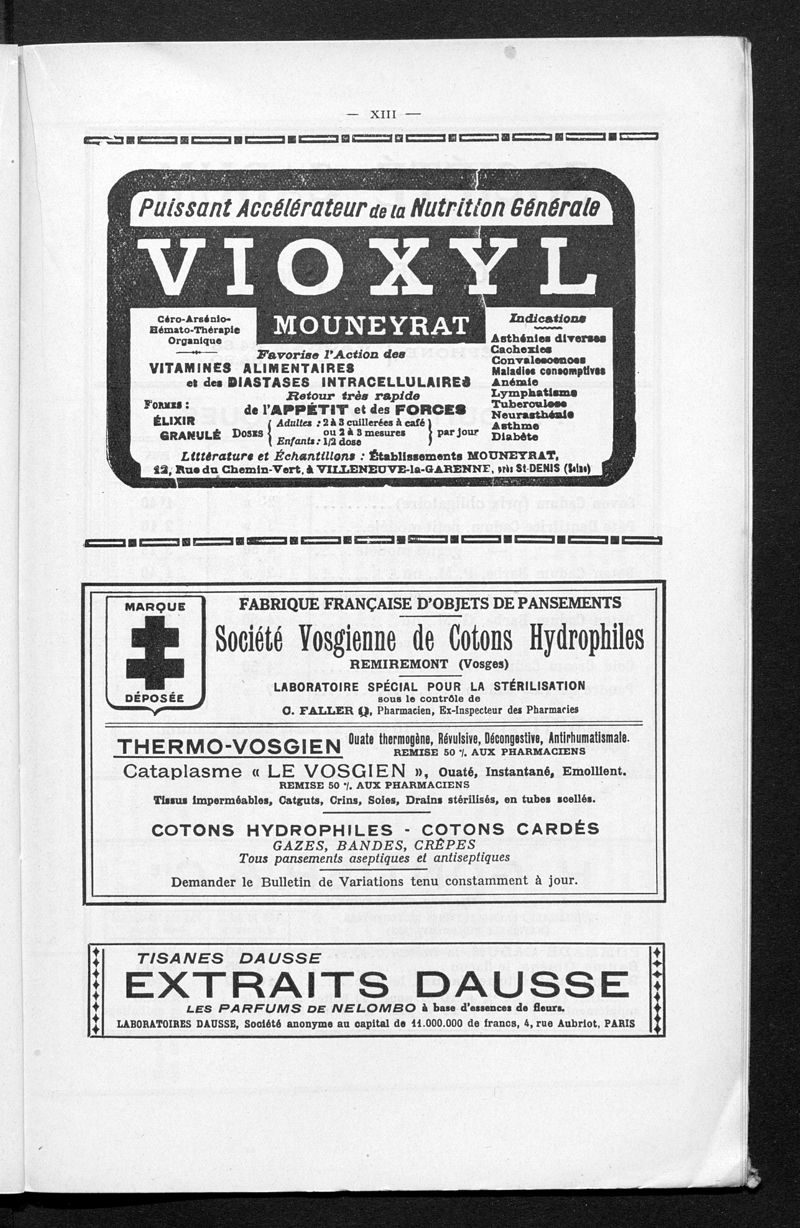 — XIII —
Puissant Accélérateur de la Nutrition Générale
VIOXYL
MOUNEYRAT
Céro-Arsénio-
Hémato-Thérapie
Organique
Favorise l'Action des
VITAMINES ALIMENTAIRES
et des DIASTASES INTRACELLULAIRES
Retour très rapide
de l'APPÉTIT et des FORCES
FORMES :
ÉLIXIR
GRANULÉ
DOSES
Adultes : 2 à 3 cuillerées à café
ou 2 à 3 mesures
Enfants : 1/2 dose
par jour
Indications
Asthénies diverses
Cachexies
Convalescences
Maladies consomptives
Anémie
Lymphatisme
Tuberculose
Neurasthénie
Asthme
Diabète
Littérature et Échantillons : Établissements MOUNEYRAT,
12, Rue du Chemin-Vert, à VILLENEUVE-la-GARENNE, près St-DENIS (Seine)
MARQUE
DÉPOSÉE
FABRIQUE FRANÇAISE D'OBJETS DE PANSEMENTS
Société Vosgienne de Cotons Hydrophiles
REMIREMONT (Vosges)
LABORATOIRE SPÉCIAL POUR LA STÉRILISATION
sous le contrôle de
C. FALLER, Pharmacien, Ex-Inspecteur des Pharmacies
THERMO-VOSGIEN Ouate thermogène, Révulsive, Décongestive, Antirhumatismale.
REMISE 50 % AUX PHARMACIENS
Cataplasme « LE VOSGIEN », Ouaté, Instantané, Emollient.
REMISE 50 % AUX PHARMACIENS
Tissus imperméables, Catguts, Crins, Soies, Drains stérilisés, en tubes scellés.
COTONS HYDROPHILES - COTONS CARDÉS
GAZES, BANDES, CRÊPES
Tous pansements aseptiques et antiseptiques
Demander le Bulletin de Variations tenu constamment à jour.
TISANES DAUSSE
EXTRAITS DAUSSE
LES PARFUMS DE NELOMBO à base d'essences de fleurs.
LABORATOIRES DAUSSE, Société anonyme au capital de 11.000.000 de francs, 4, rue Aubriot, PARIS